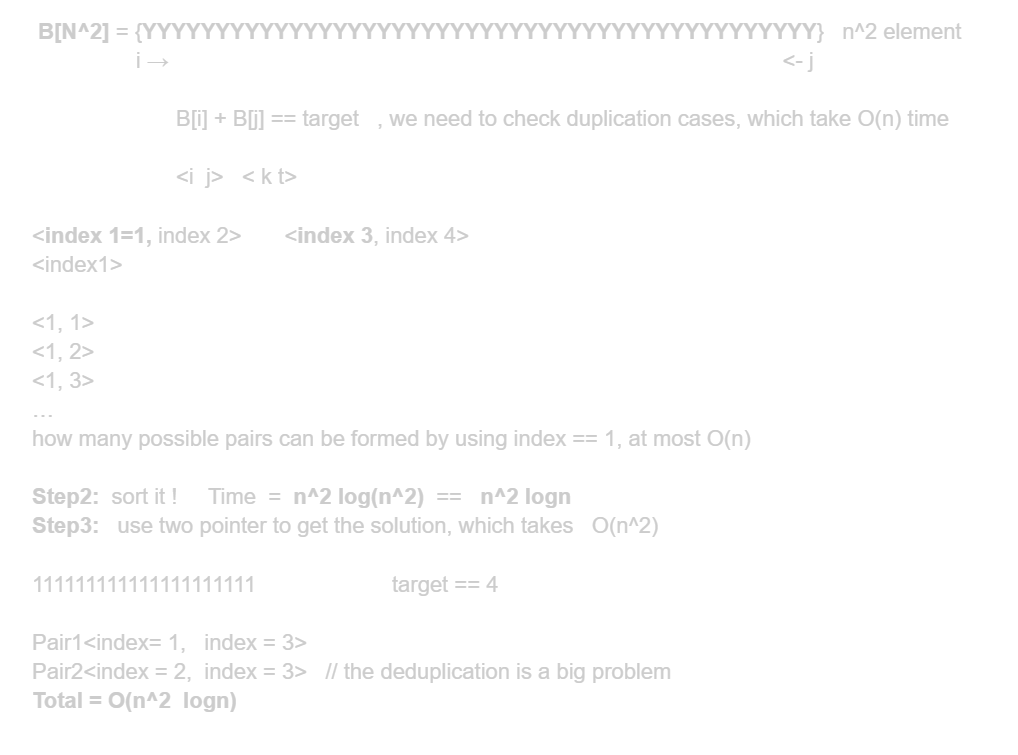 B[N^2] = {YYYYYYYYYYYYYYYYYYYYYYYYYYYYYYYYYYYYYYYYYYYYYY} n^2 element
i → <- j
B[i] + B[j] == target , we need to check duplication cases, which take O(n) time
<i j> < k t>
<index 1=1, index 2> <index 3, index 4>
<index1>
<1, 1>
<1, 2>
<1, 3>
…
how many possible pairs can be formed by using index == 1, at most O(n)
Step2: sort it ! Time = n^2 log(n^2) == n^2 logn
Step3: use two pointer to get the solution, which takes O(n^2)
111111111111111111111 target == 4
Pair1<index= 1, index = 3>
Pair2<index = 2, index = 3> // the deduplication is a big problem
Total = O(n^2 logn)